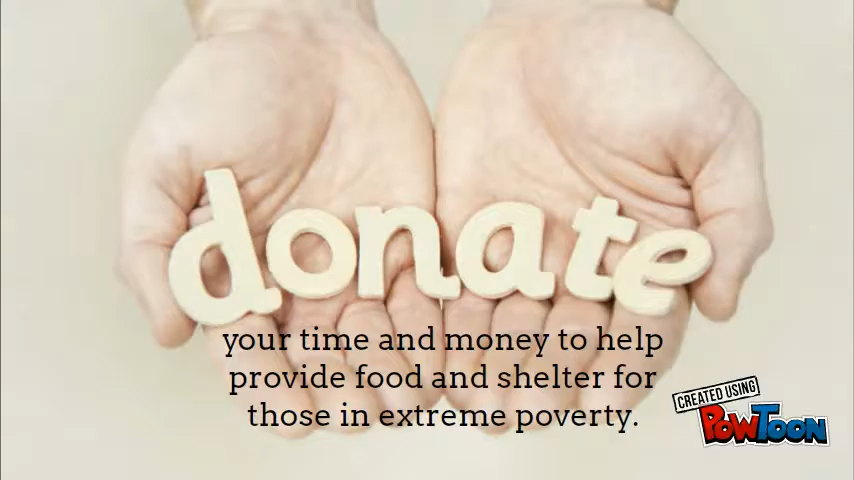 donate
your time and money to help
provide food and shelter for
those in extreme poverty.
CREATED USING
POWTOON